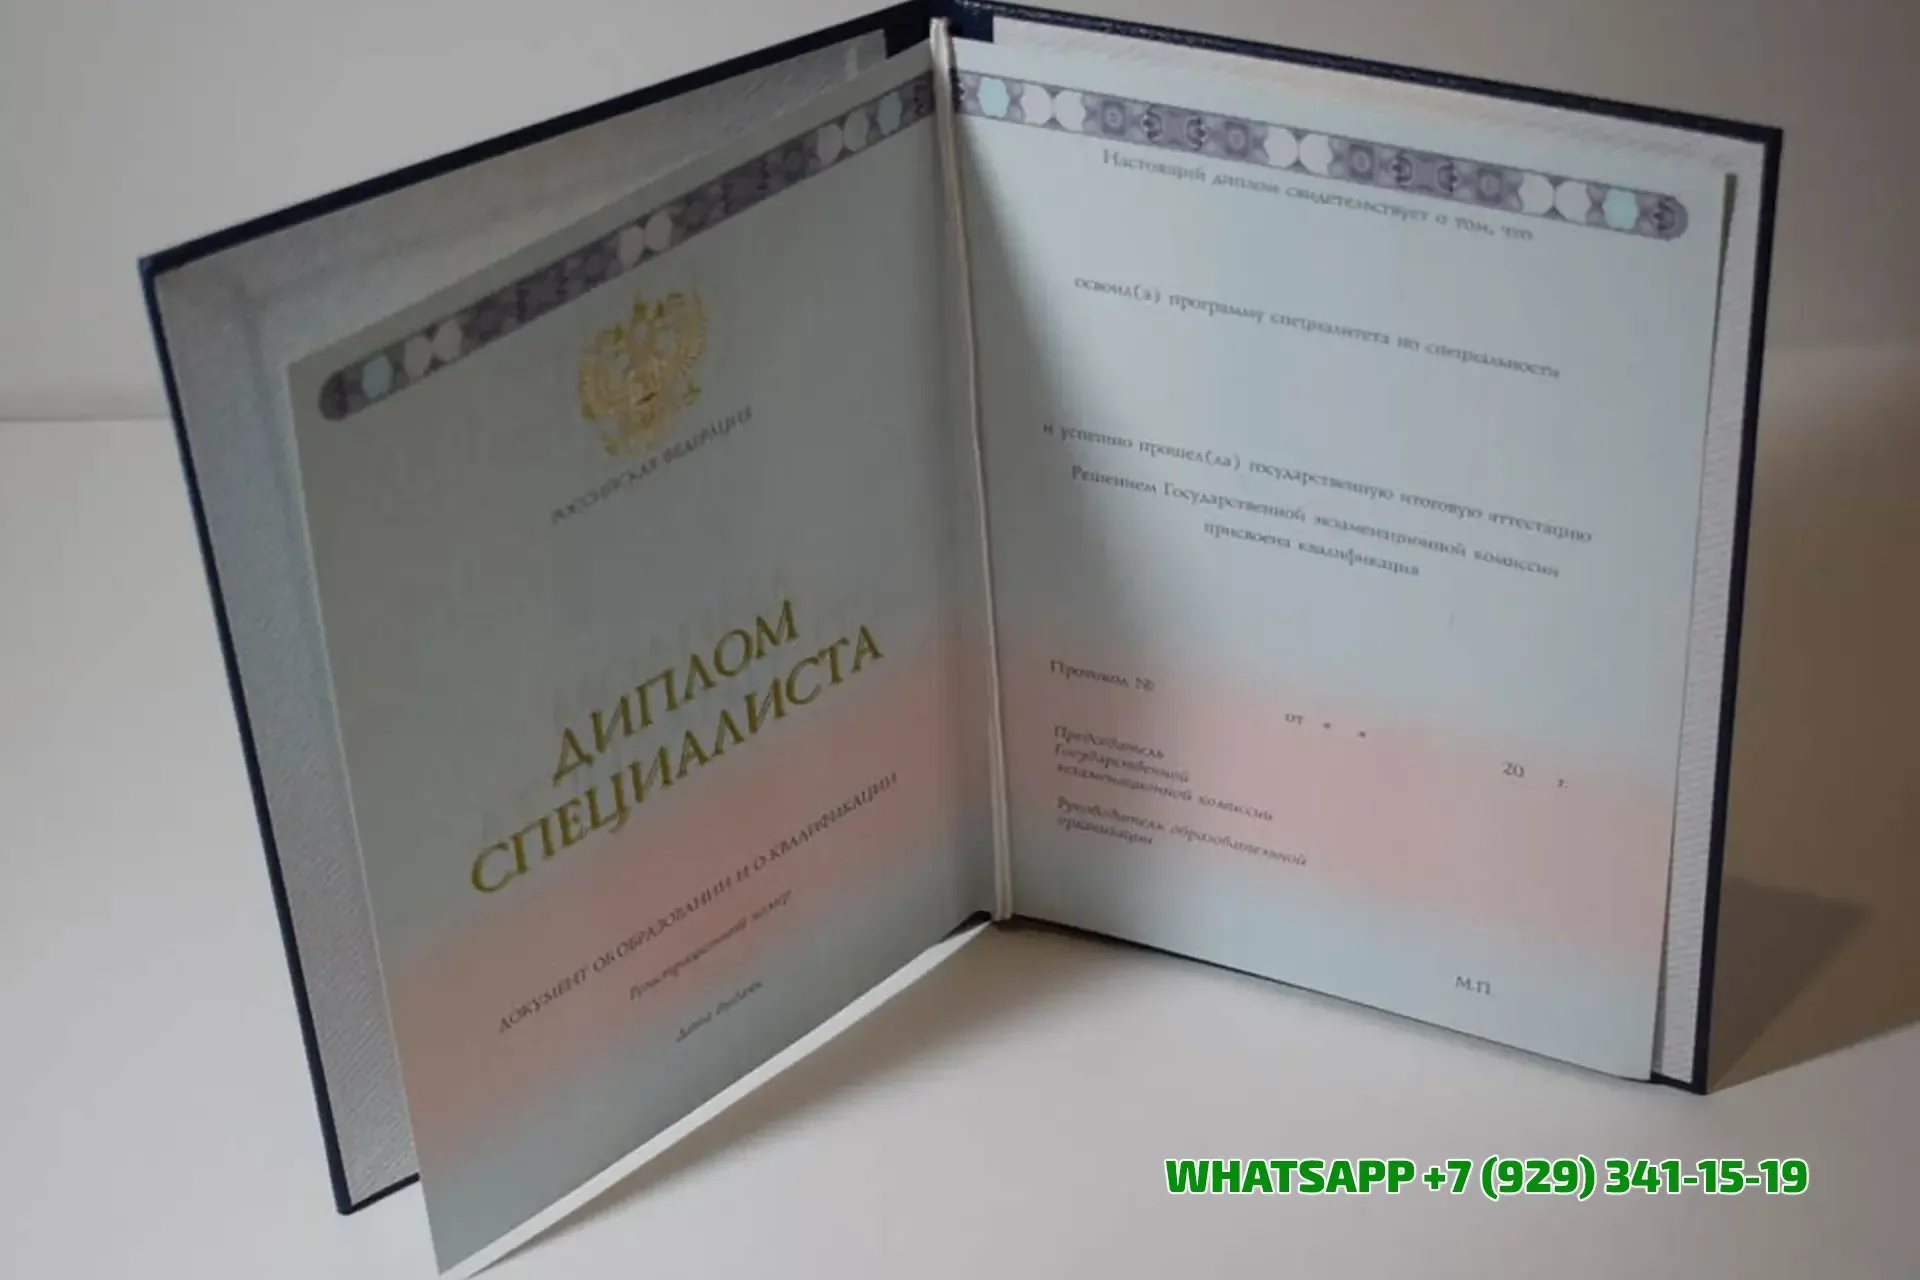 РОССИЙСКАЯ ФЕДЕРАЦИЯ
ДИПЛОМ
СПЕЦИАЛИСТА
ДОКУМЕНТ ОБ ОБРАЗОВАНИИ И О КВАЛИФИКАЦИИ
Регистрационный номер
Дата выдачи
Настоящий диплом свидетельствует о том, что
освоил(а) программу специалитета по специальности
и успешно прошел(ла) государственную итоговую аттестацию
Решением Государственной экзаменационной комиссии
присвоена квалификация
Протокол №
от « »
20 г.
Председатель
Государственной
экзаменационной комиссии
Руководитель образовательной
организации
М.П.
WHATSAPP +7 (929) 341-15-19